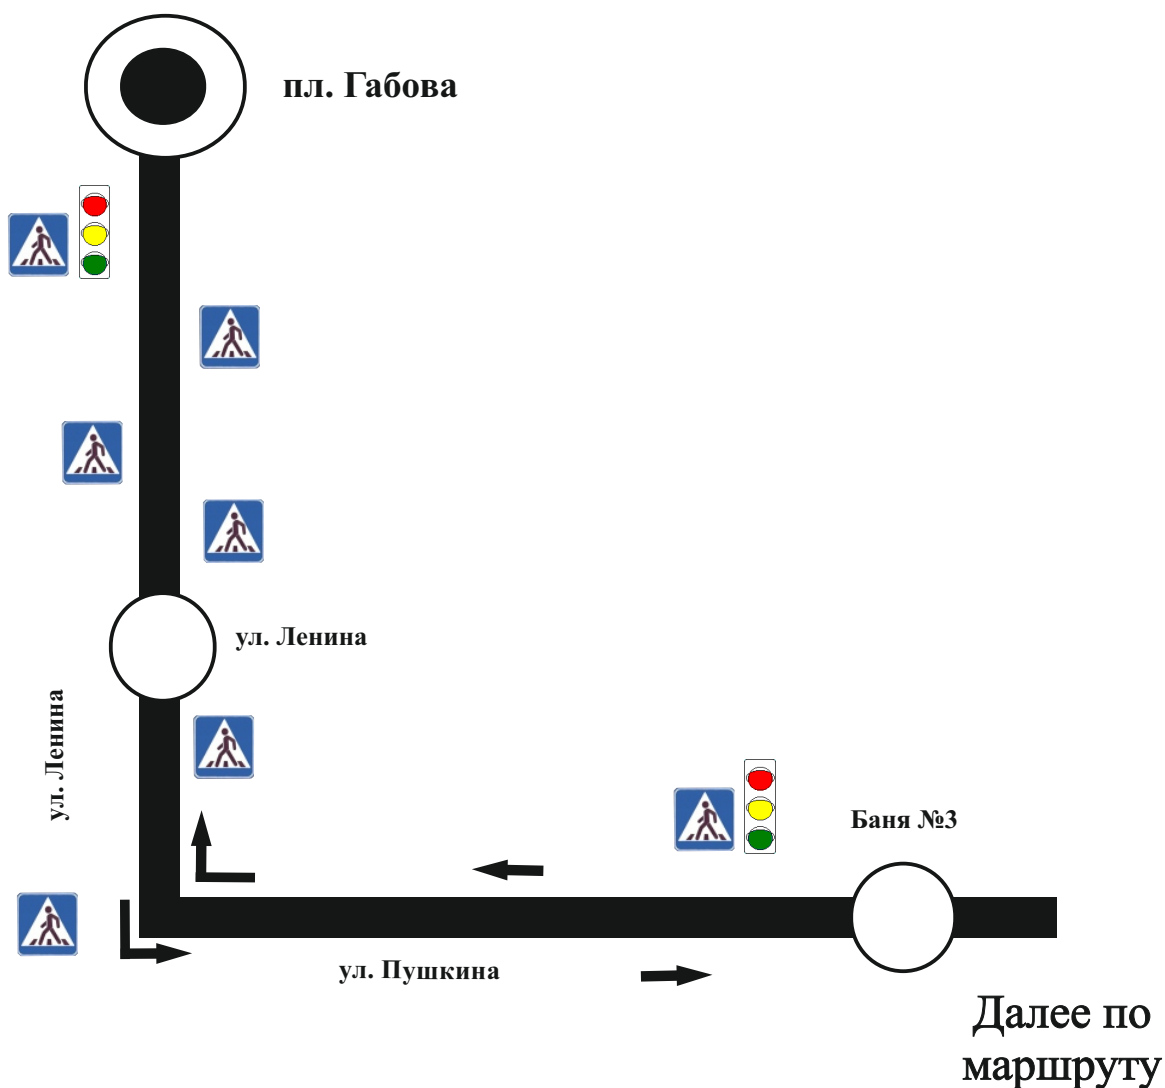 пл. Габова
ул. Ленина
ул. Ленина
Баня №3
ул. Пушкина
Далее по
маршруту